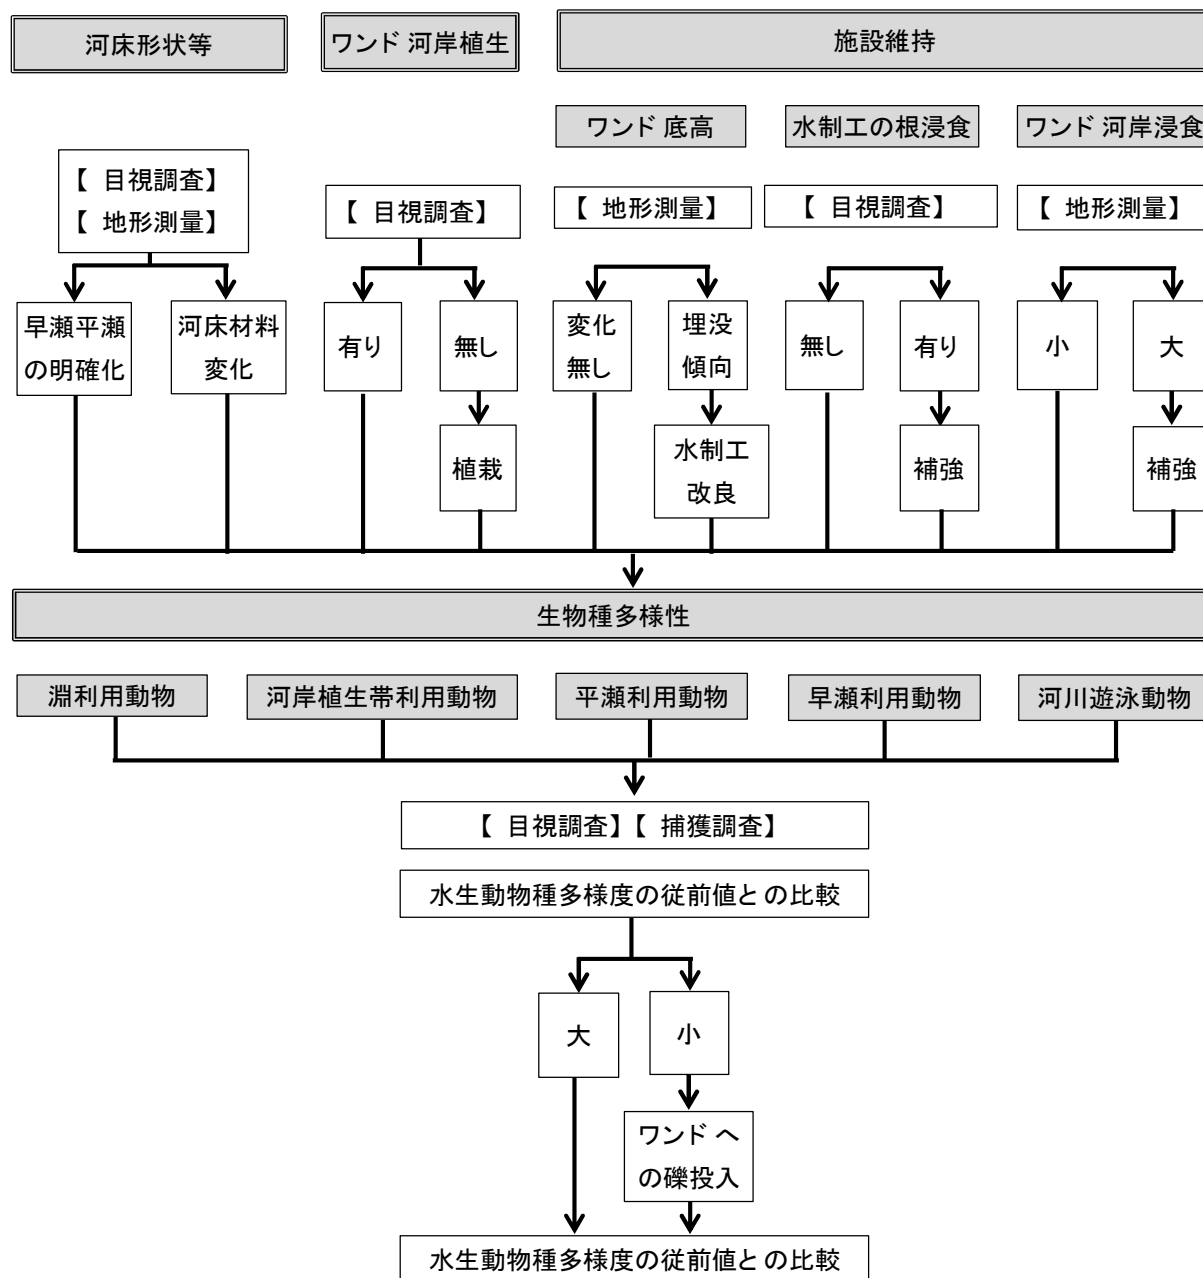 河床形状等
ワンド 河岸植生
施設維持
ワンド 底高
水制工の根浸食
ワンド 河岸浸食
【 目視調査】
【 地形測量】
【 目視調査】
【 地形測量】
【 目視調査】
【 地形測量】
早瀬平瀬
の明確化
河床材料
変化
有り
無し
変化
無し
埋没
傾向
無し
有り
小
大
植栽
水制工
改良
補強
補強
生物種多様性
淵利用動物
河岸植生帯利用動物
平瀬利用動物
早瀬利用動物
河川遊泳動物
【 目視調査】【 捕獲調査】
水生動物種多様度の従前値と の比較
大
小
ワンド へ
の礫投入
水生動物種多様度の従前値と の比較